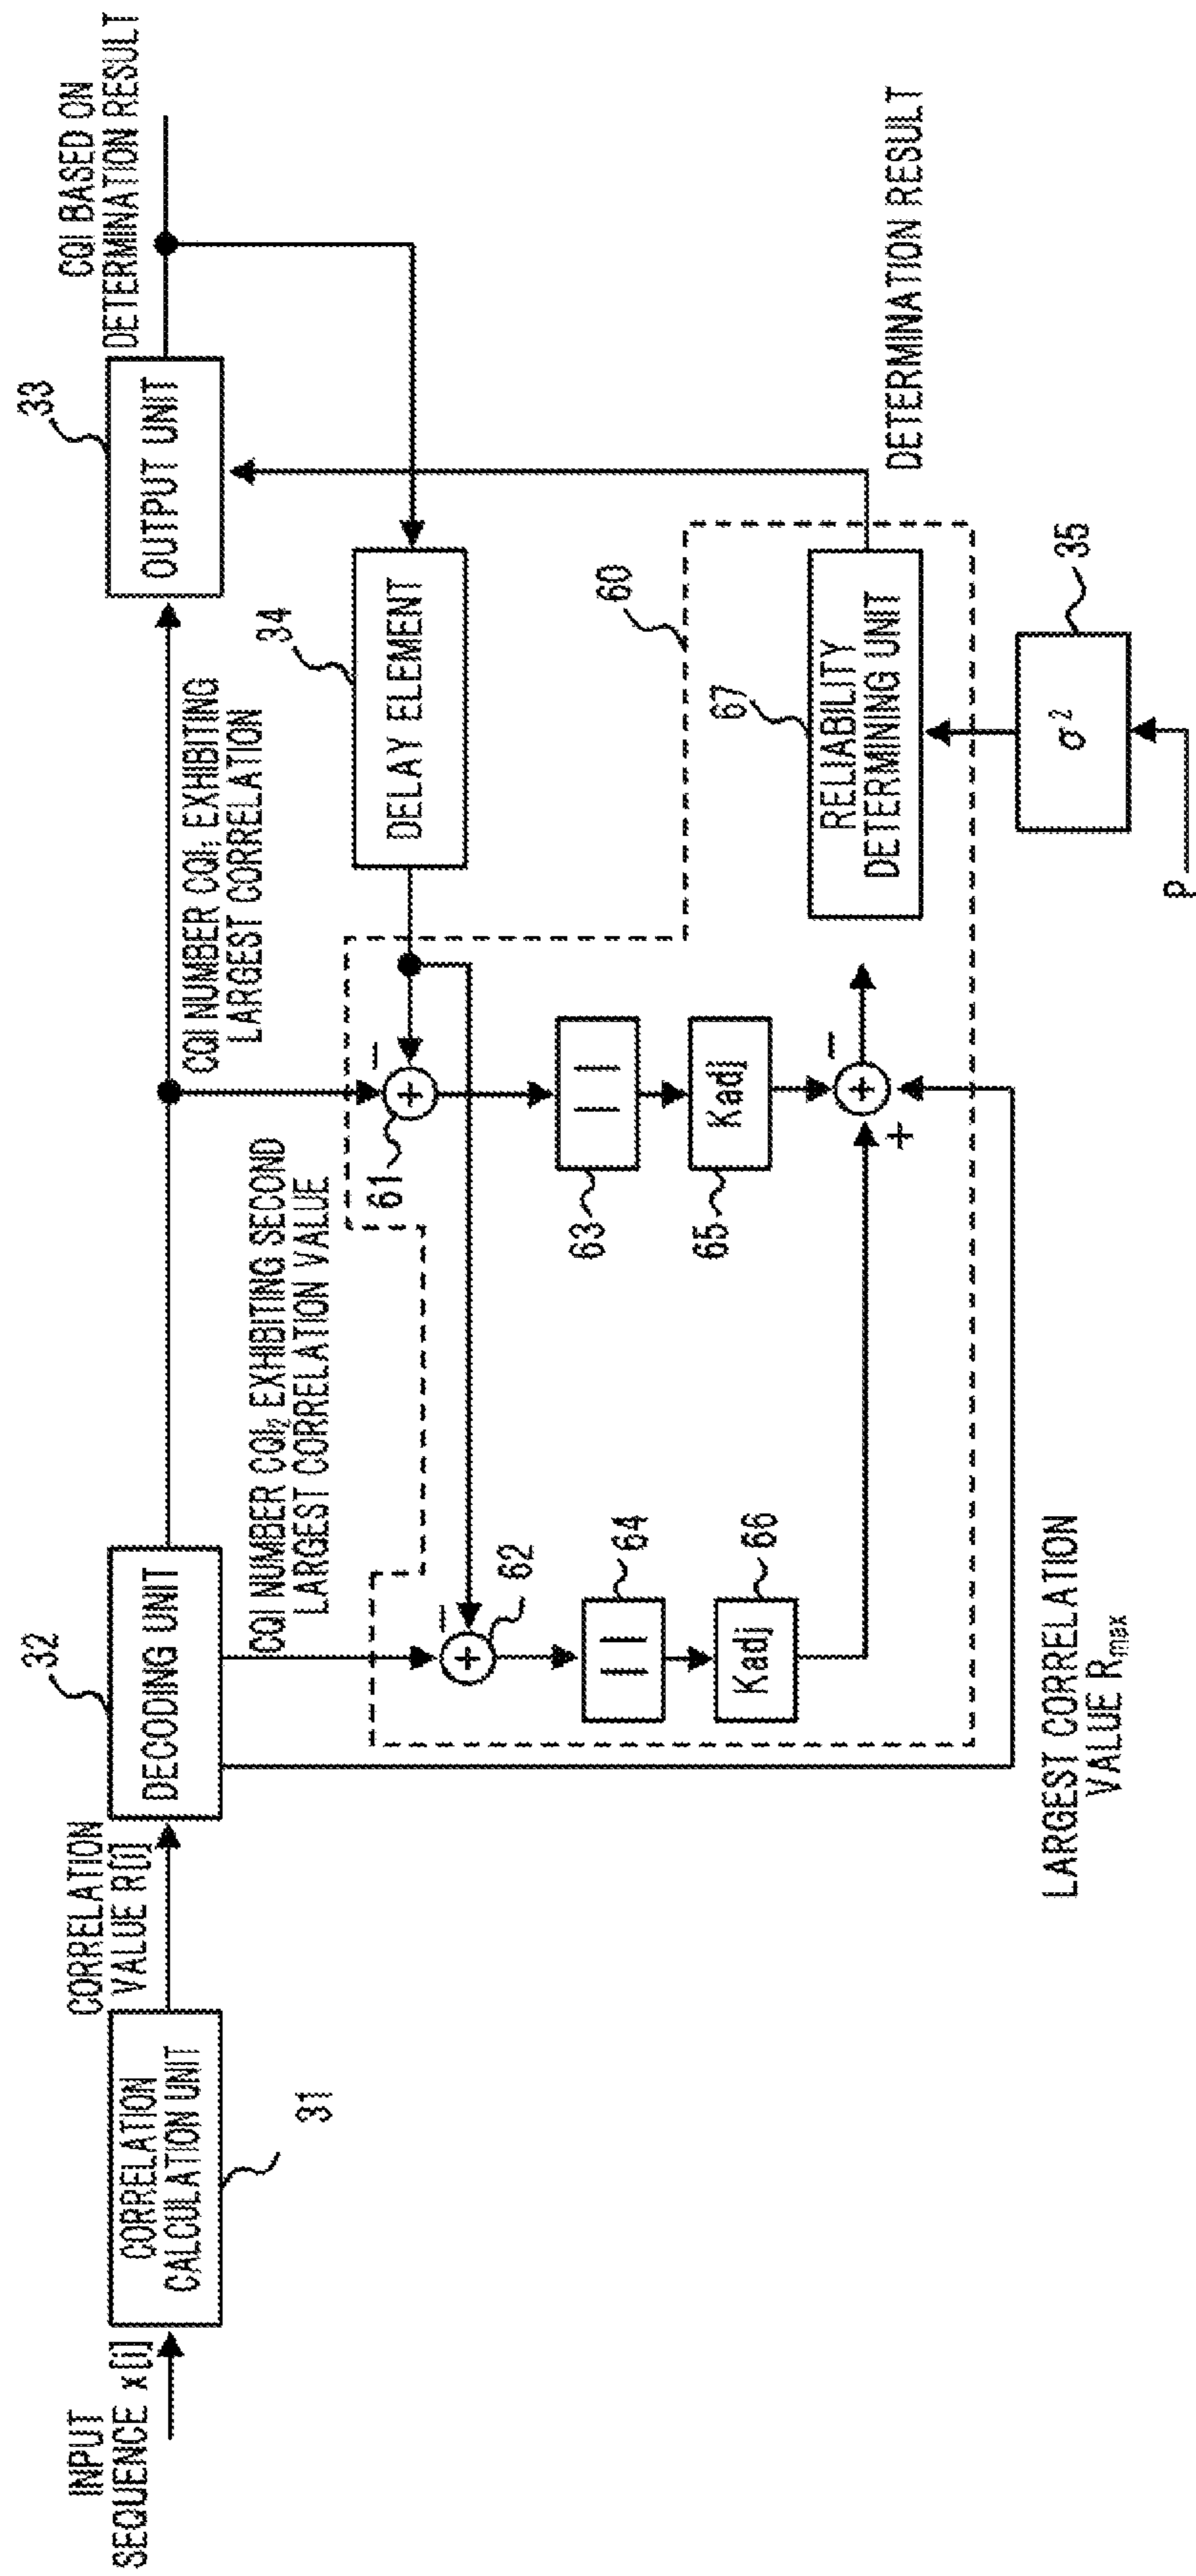 INPUT
SEQUENCE x[i]
CORRELATION
CALCULATION UNIT
31
CORRELATION
VALUE R[i]
DECODING UNIT
32
CQI NUMBER CQI₁ EXHIBITING
LARGEST CORRELATION
OUTPUT UNIT
33
CQI BASED ON
DETERMINATION RESULT
CQI NUMBER CQI₂ EXHIBITING SECOND
LARGEST CORRELATION VALUE
DELAY ELEMENT
34
−
+
61
−
+
62
| |
63
| |
64
Kadj
65
Kadj
66
−
+
+
60
RELIABILITY
DETERMINING UNIT
67
DETERMINATION RESULT
σ²
35
P
LARGEST CORRELATION
VALUE Rmax